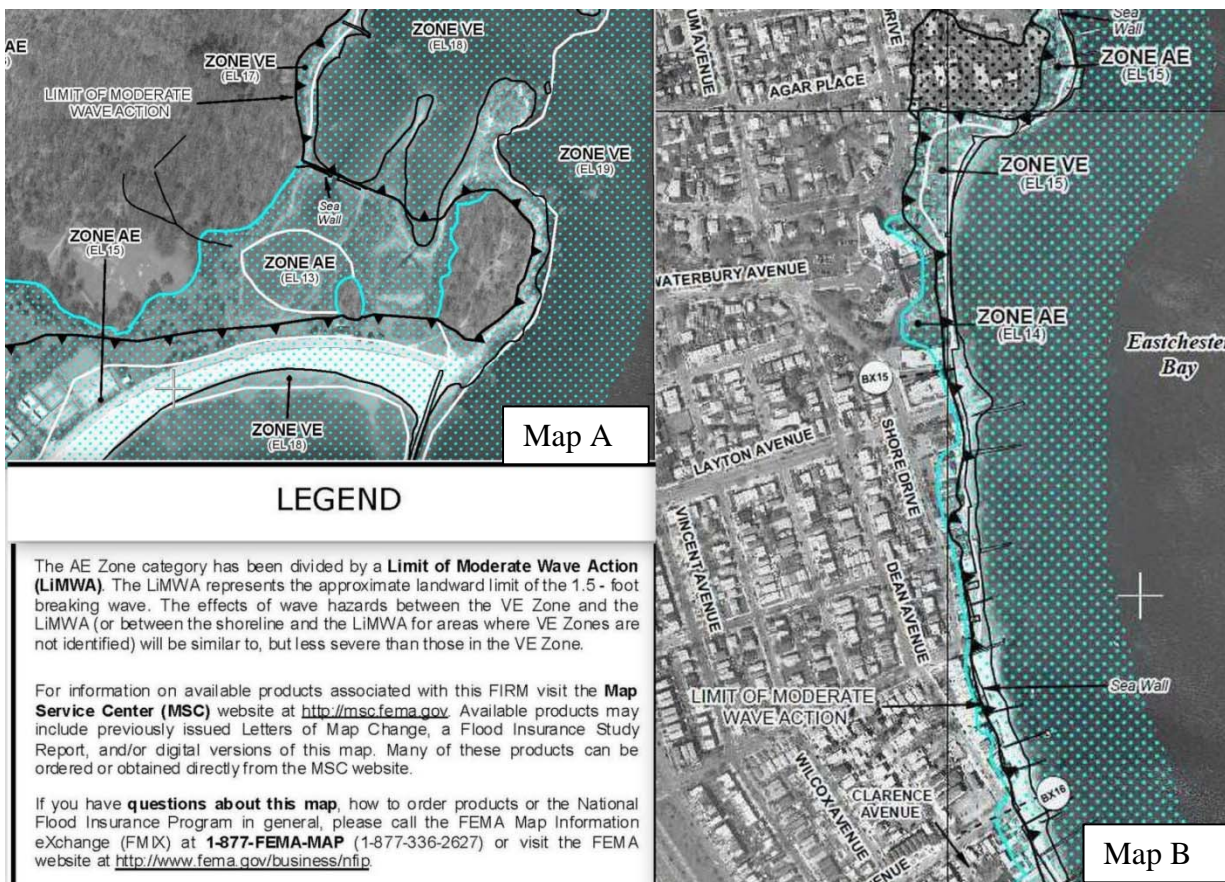 AE
ZONE VE
(EL 18)
ZONE VE
(EL 17)
LIMIT OF MODERATE
WAVE ACTION
ZONE VE
(EL 19)
Sea
Wall
ZONE AE
(EL 15)
ZONE AE
(EL 13)
ZONE VE
(EL 18)
Map A
LEGEND
The AE Zone category has been divided by a Limit of Moderate Wave Action
(LiMWA). The LiMWA represents the approximate landward limit of the 1.5 - foot
breaking wave. The effects of wave hazards between the VE Zone and the
LiMWA (or between the shoreline and the LiMWA for areas where VE Zones are
not identified) will be similar to, but less severe than those in the VE Zone.
For information on available products associated with this FIRM visit the Map
Service Center (MSC) website at http://msc.fema.gov. Available products may
include previously issued Letters of Map Change, a Flood Insurance Study
Report, and/or digital versions of this map. Many of these products can be
ordered or obtained directly from the MSC website.
If you have questions about this map, how to order products or the National
Flood Insurance Program in general, please call the FEMA Map Information
eXchange (FMIX) at 1-877-FEMA-MAP (1-877-336-2627) or visit the FEMA
website at http://www.fema.gov/business/nfip.
UM AVENUE
DRIVE
Sea
Wall
ZONE AE
(EL 15)
AGAR PLACE
ZONE VE
(EL 15)
WATERBURY AVENUE
ZONE AE
(EL 14)
Eastchester
Bay
BX15
LAYTON AVENUE
SHORE DRIVE
VINCENT AVENUE
DEAN AVENUE
LIMIT OF MODERATE
WAVE ACTION
Sea Wall
WILCOX AVENUE
CLARENCE
AVENUE
BX16
AVENUE
Map B